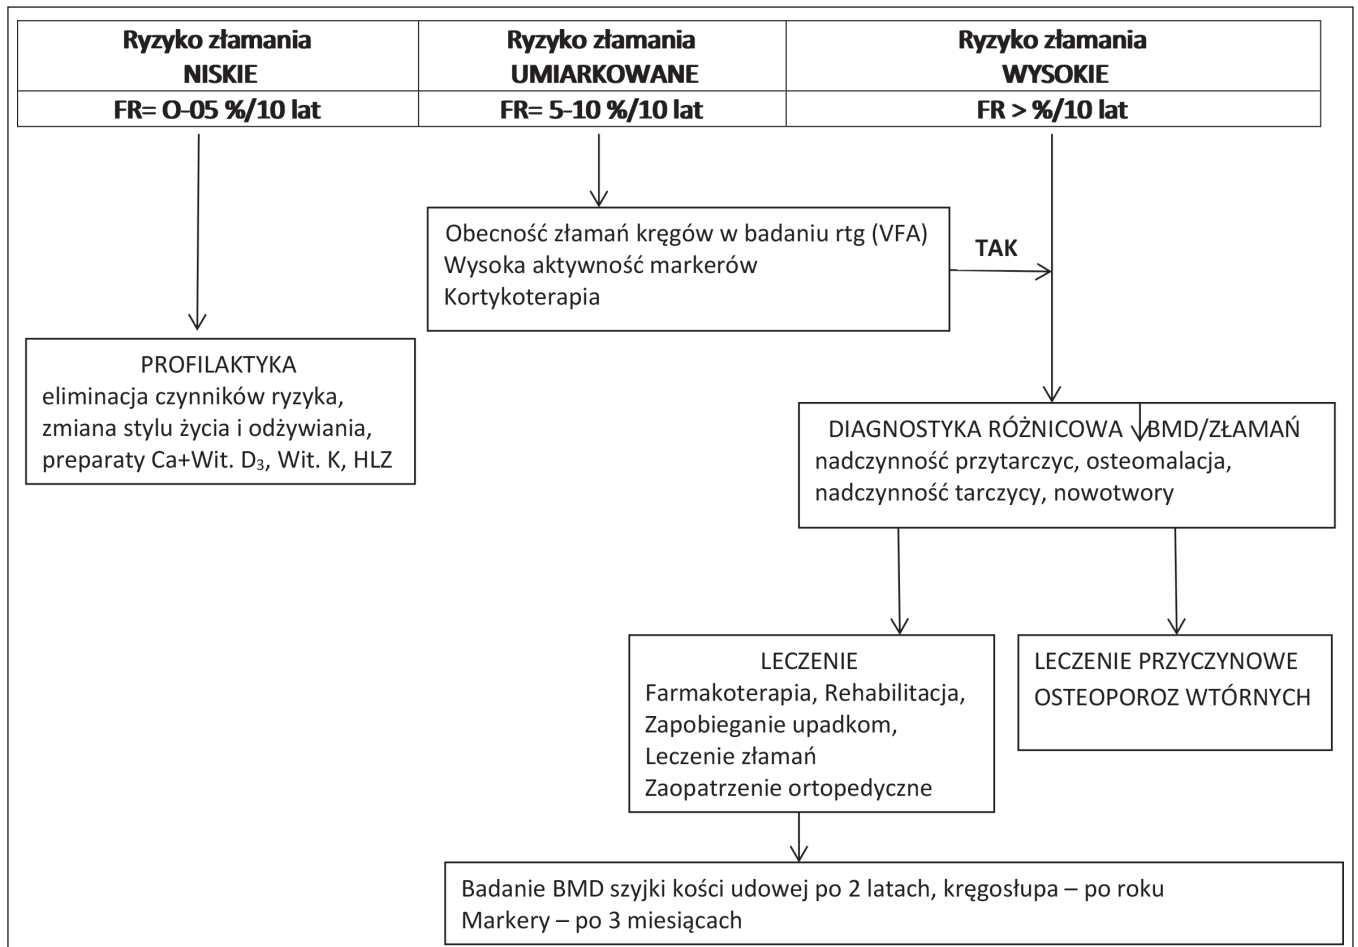 Ryzyko złamania
NISKIE
Ryzyko złamania
UMIARKOWANE
Ryzyko złamania
WYSOKIE
FR= O-05 %/10 lat
FR= 5-10 %/10 lat
FR > %/10 lat
Obecność złamań kręgów w badaniu rtg (VFA)
Wysoka aktywność markerów
Kortykoterapia
TAK
PROFILAKTYKA
eliminacja czynników ryzyka,
zmiana stylu życia i odżywiania,
preparaty Ca+Wit. D₃, Wit. K, HLZ
DIAGNOSTYKA RÓŻNICOWA ↓BMD/ZŁAMAŃ
nadczynność przytarczyc, osteomalacja,
nadczynność tarczycy, nowotwory
LECZENIE
Farmakoterapia, Rehabilitacja,
Zapobieganie upadkom,
Leczenie złamań
Zaopatrzenie ortopedyczne
LECZENIE PRZYCZYNOWE
OSTEOPOROZ WTÓRNYCH
Badanie BMD szyjki kości udowej po 2 latach, kręgosłupa – po roku
Markery – po 3 miesiącach